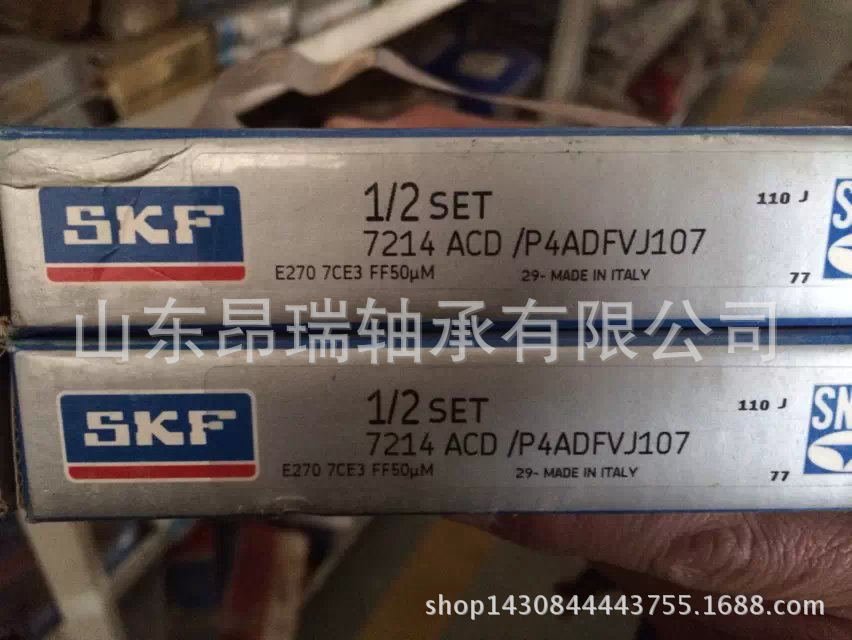 SKF
1/2 SET
7214 ACD /P4ADFVJ107
E270 7CE3 FF50µM
29- MADE IN ITALY
110 J
77
山东昂瑞轴承有限公司
SKF
1/2 SET
7214 ACD /P4ADFVJ107
E270 7CE3 FF50µM
29- MADE IN ITALY
110 J
77
shop1430844443755.1688.com